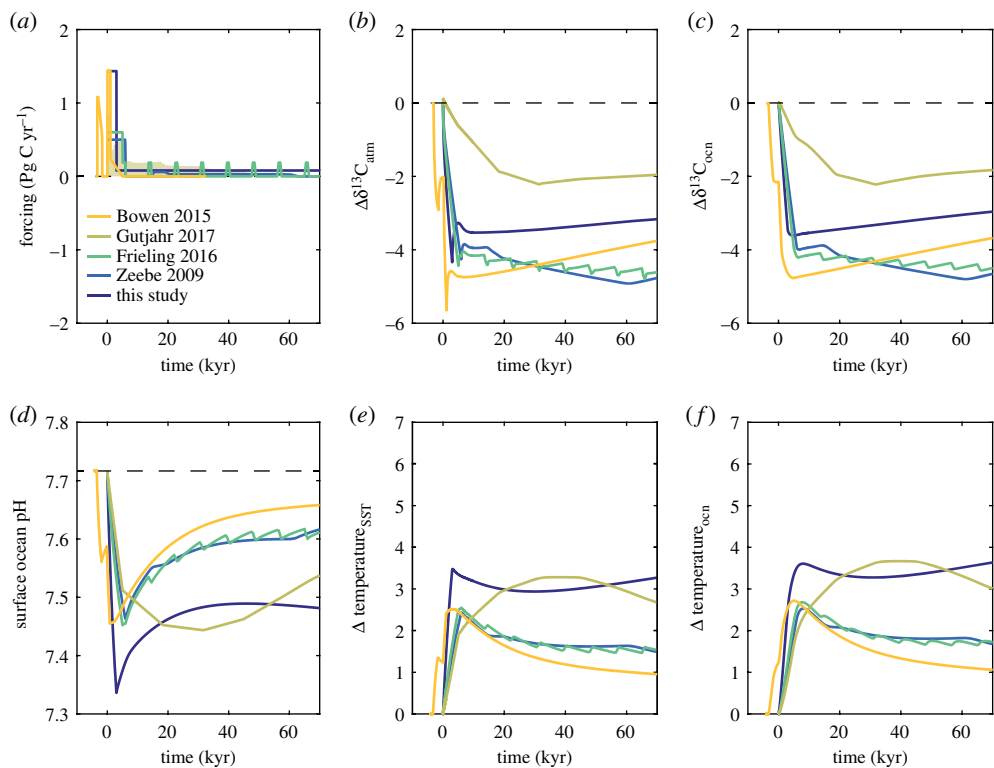 (a)
(b)
(c)
2
1
0
–1
–2
forcing (Pg C yr⁻¹)
Bowen 2015
Gutjahr 2017
Frieling 2016
Zeebe 2009
this study
0 20 40 60
time (kyr)
2
0
–2
–4
–6
Δδ¹³C_atm
0 20 40 60
time (kyr)
2
0
–2
–4
–6
Δδ¹³C_ocn
0 20 40 60
time (kyr)
(d)
(e)
(f)
7.8
7.7
7.6
7.5
7.4
7.3
surface ocean pH
0 20 40 60
time (kyr)
7
6
5
4
3
2
1
0
Δ temperature_SST
0 20 40 60
time (kyr)
7
6
5
4
3
2
1
0
Δ temperature_ocn
0 20 40 60
time (kyr)